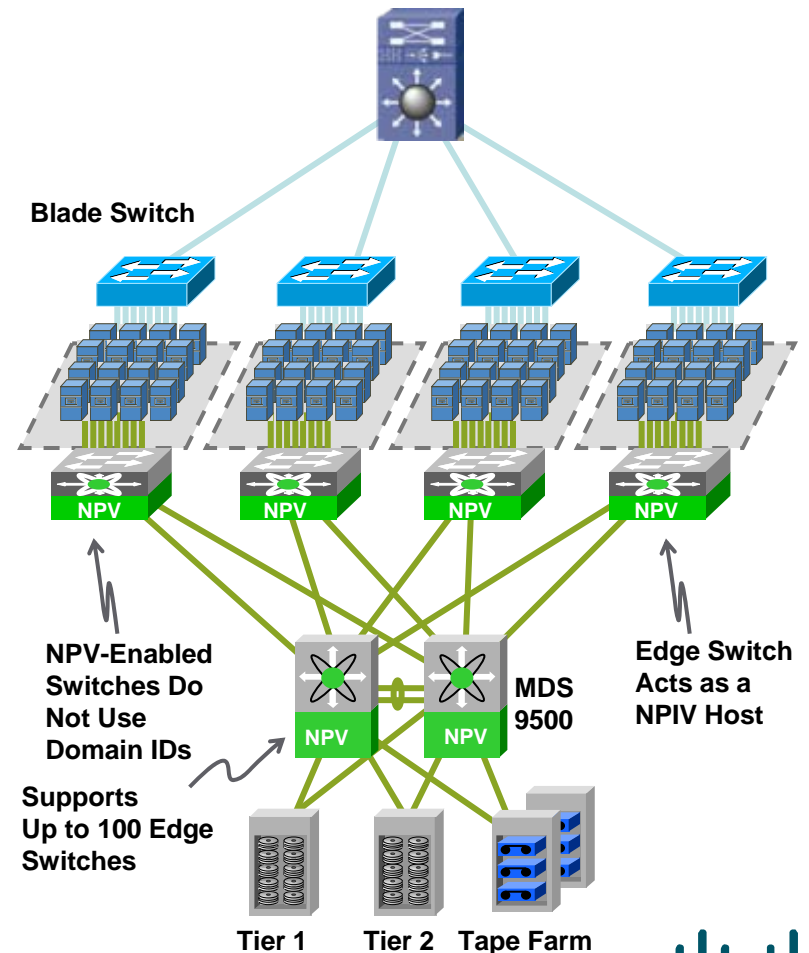 Blade Switch
NPV
NPV
NPV
NPV
NPV-Enabled
Switches Do
Not Use
Domain IDs
Edge Switch
Acts as a
NPIV Host
MDS
9500
NPV
NPV
Supports
Up to 100 Edge
Switches
Tier 1
Tier 2
Tape Farm